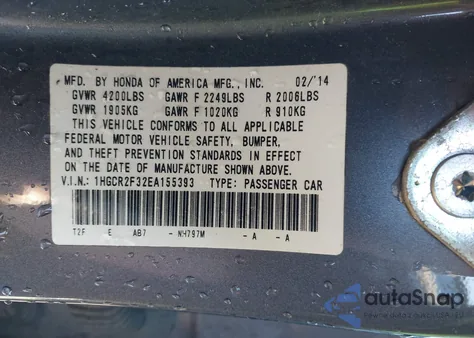 MFD. BY HONDA OF AMERICA MFG., INC. 02/'14
GVWR 4200LBS GAWR F 2249LBS R 2006LBS
GVWR 1905KG GAWR F 1020KG R 910KG
THIS VEHICLE CONFORMS TO ALL APPLICABLE
FEDERAL MOTOR VEHICLE SAFETY, BUMPER,
AND THEFT PREVENTION STANDARDS IN EFFECT
ON THE DATE OF MANUFACTURE SHOWN ABOVE.
V.I.N.: 1HGCR2F32EA155393 TYPE: PASSENGER CAR
T2F E AB7 - NH797M - A - A
autaSnap